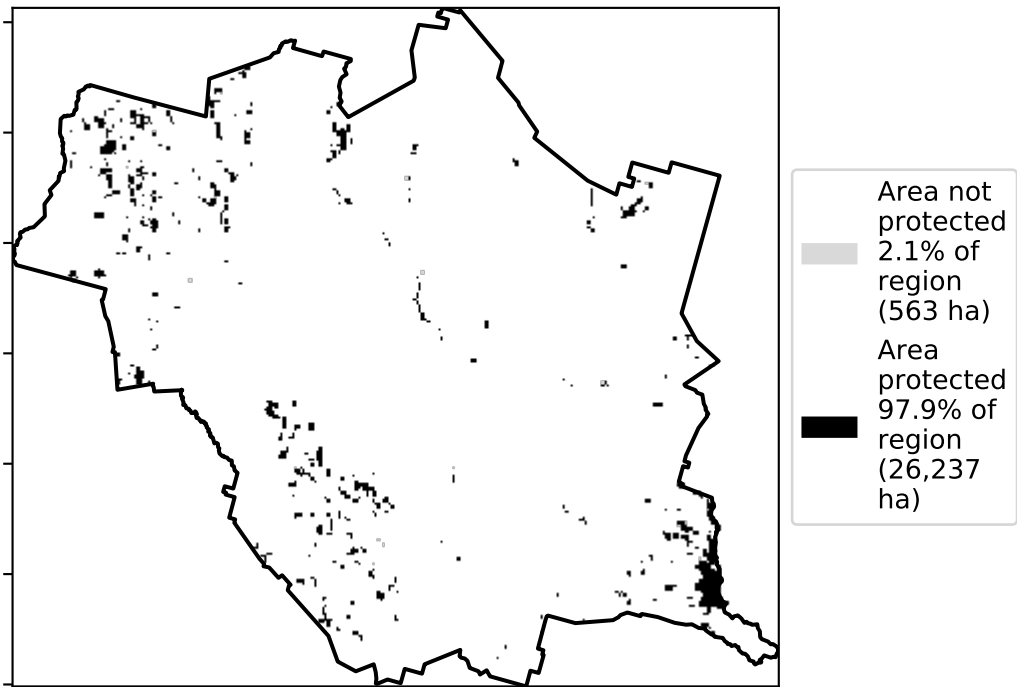 Area not
protected
2.1% of
region
(563 ha)
Area
protected
97.9% of
region
(26,237
ha)